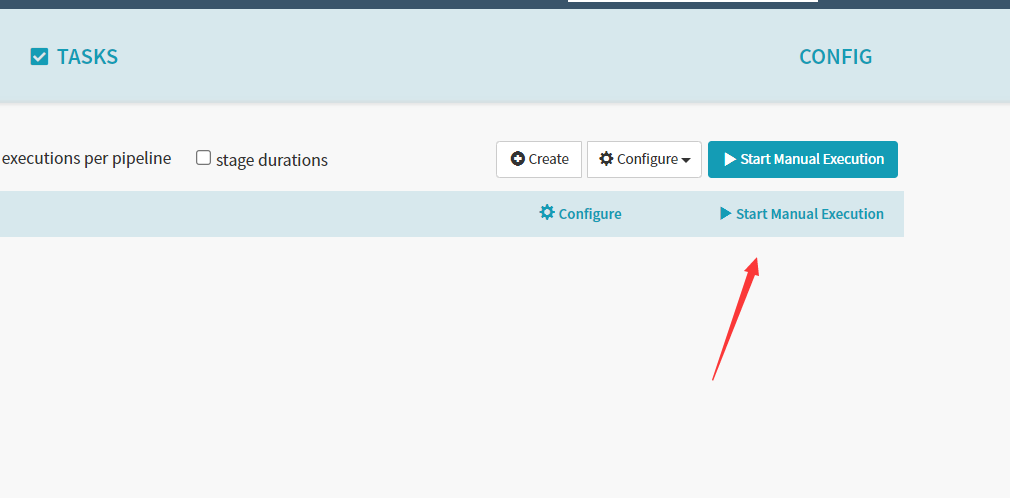 TASKS CONFIG
executions per pipeline stage durations Create Configure Start Manual Execution
Configure Start Manual Execution